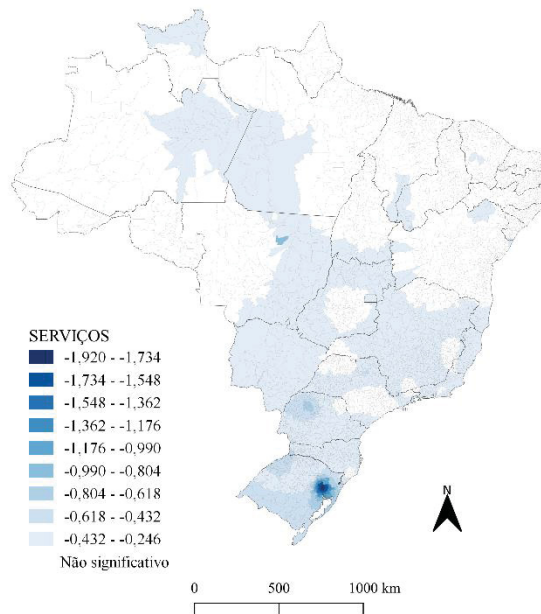 SERVIÇOS
-1,920 - -1,734
-1,734 - -1,548
-1,548 - -1,362
-1,362 - -1,176
-1,176 - -0,990
-0,990 - -0,804
-0,804 - -0,618
-0,618 - -0,432
-0,432 - -0,246
Não significativo
N
0 500 1000 km